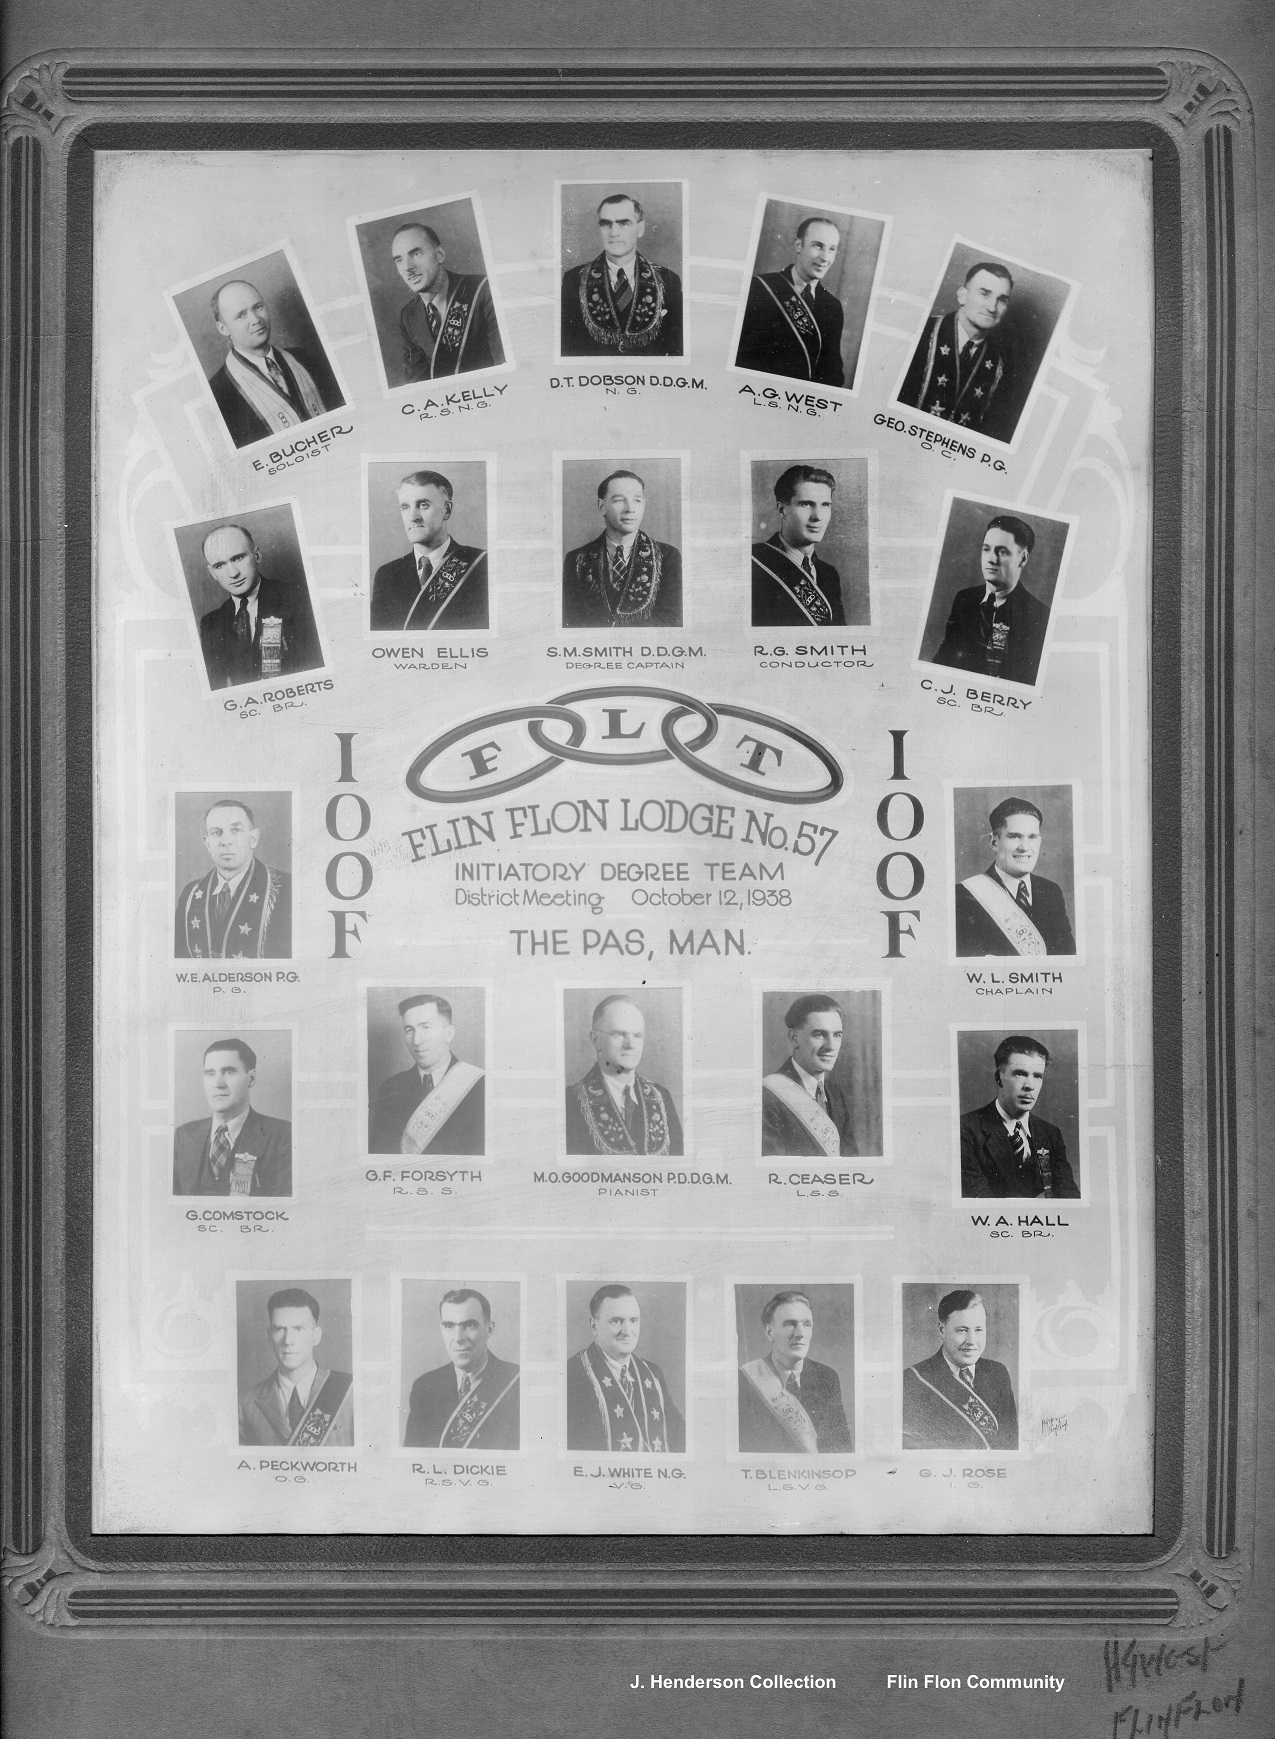 E. BUCHER
SOLOIST
C. A. KELLY
R. S. N. G.
D.T. DOBSON D.D.G.M.
N. G.
A. G. WEST
L. S. N. G.
GEO. STEPHENS P.G.
O. C.
G. A. ROBERTS
SC. BR.
OWEN ELLIS
WARDEN
S.M. SMITH D.D.G.M.
DEGREE CAPTAIN
R.G. SMITH
CONDUCTOR
C. J. BERRY
SC. BR.
F L T
IOOF
IOOF
FLIN FLON LODGE No. 57
INITIATORY DEGREE TEAM
District Meeting October 12, 1938
THE PAS, MAN.
W.E. ALDERSON P.G.
P. G.
W. L. SMITH
CHAPLAIN
G. COMSTOCK
SC. BR.
G.F. FORSYTH
R. S. S.
M.O. GOODMANSON P.D.D.G.M.
PIANIST
R. CEASER
L.S.S.
W. A. HALL
SC. BR.
A. PECKWORTH
O. G.
R. L. DICKIE
R.S.V.G.
E. J. WHITE N.G.
V. G.
T. BLENKINSOP
L.S.V.G.
G. J. ROSE
I. G.
J. Henderson Collection Flin Flon Community
FLIN FLON